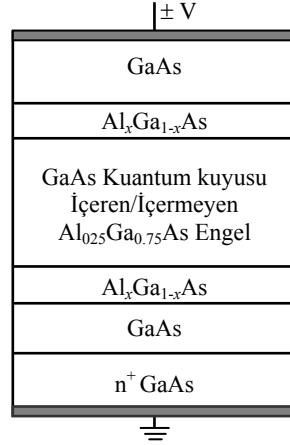 ± V
GaAs
AlxGa1-xAs
GaAs Kuantum kuyusu
İçeren/İçermeyen
Al025Ga0.75As Engel
AlxGa1-xAs
GaAs
n+ GaAs